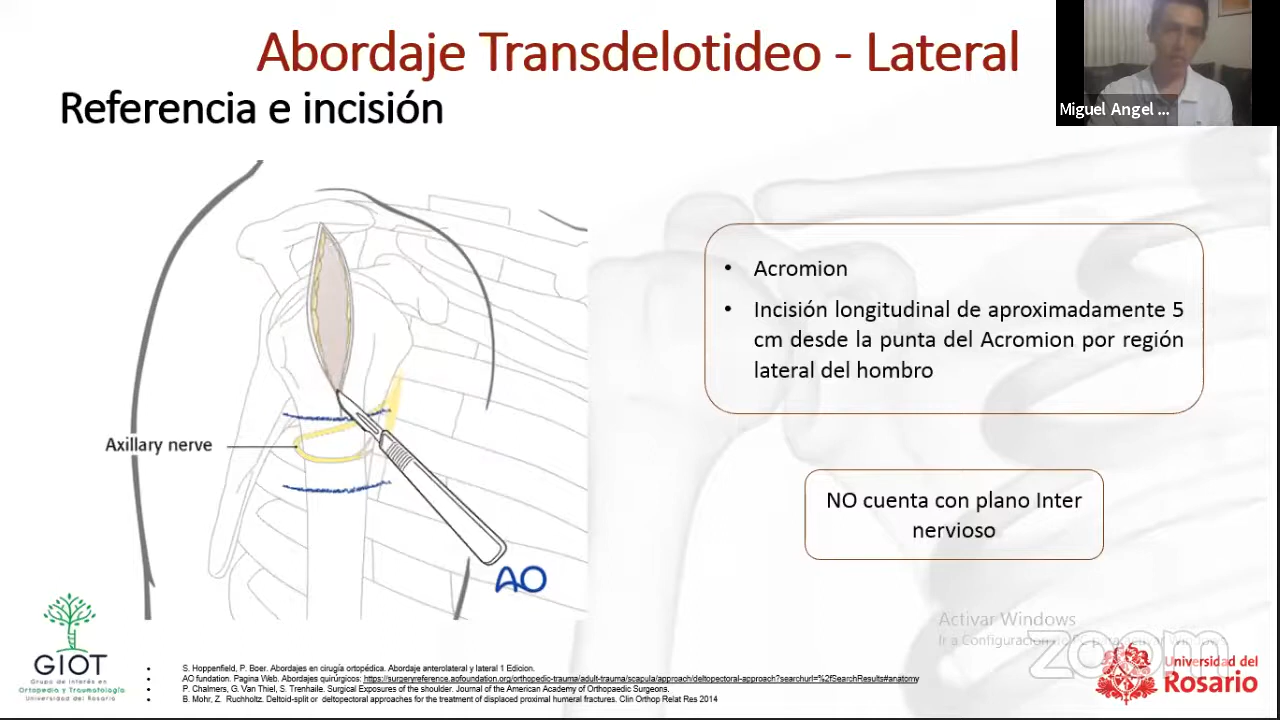 Abordaje Transdelotideo - Lateral
Referencia e incisión
Miguel Angel ...
• Acromion
• Incisión longitudinal de aproximadamente 5
cm desde la punta del Acromion por región
lateral del hombro
Axillary nerve
NO cuenta con plano Inter
nervioso
AO
Activar Windows
Ir a Configuración de PC para activar Windows.
zoom
GIOT
Grupo de Interés en
Ortopedia y Traumatología
Universidad del Rosario
• S. Hoppenfield, P. Boer. Abordajes en cirugía ortopédica. Abordaje anterolateral y lateral 1 Edicion.
• AO fundation. Pagina Web. Abordajes quirúrgicos: https://surgeryreference.aofoundation.org/orthopedic-trauma/adult-trauma/scapula/approach/deltopectoral-approach?searchurl=%2fSearchResults#anatomy
• P. Chalmers, G. Van Thiel, S. Trenhaile. Surgical Exposures of the shoulder. Journal of the American Academy of Orthopaedic Surgeons.
• B. Mohr, Z. Ruchholtz. Deltoid-split or deltopectoral approaches for the treatment of displaced proximal humeral fractures. Clin Orthop Relat Res 2014
Universidad del
Rosario